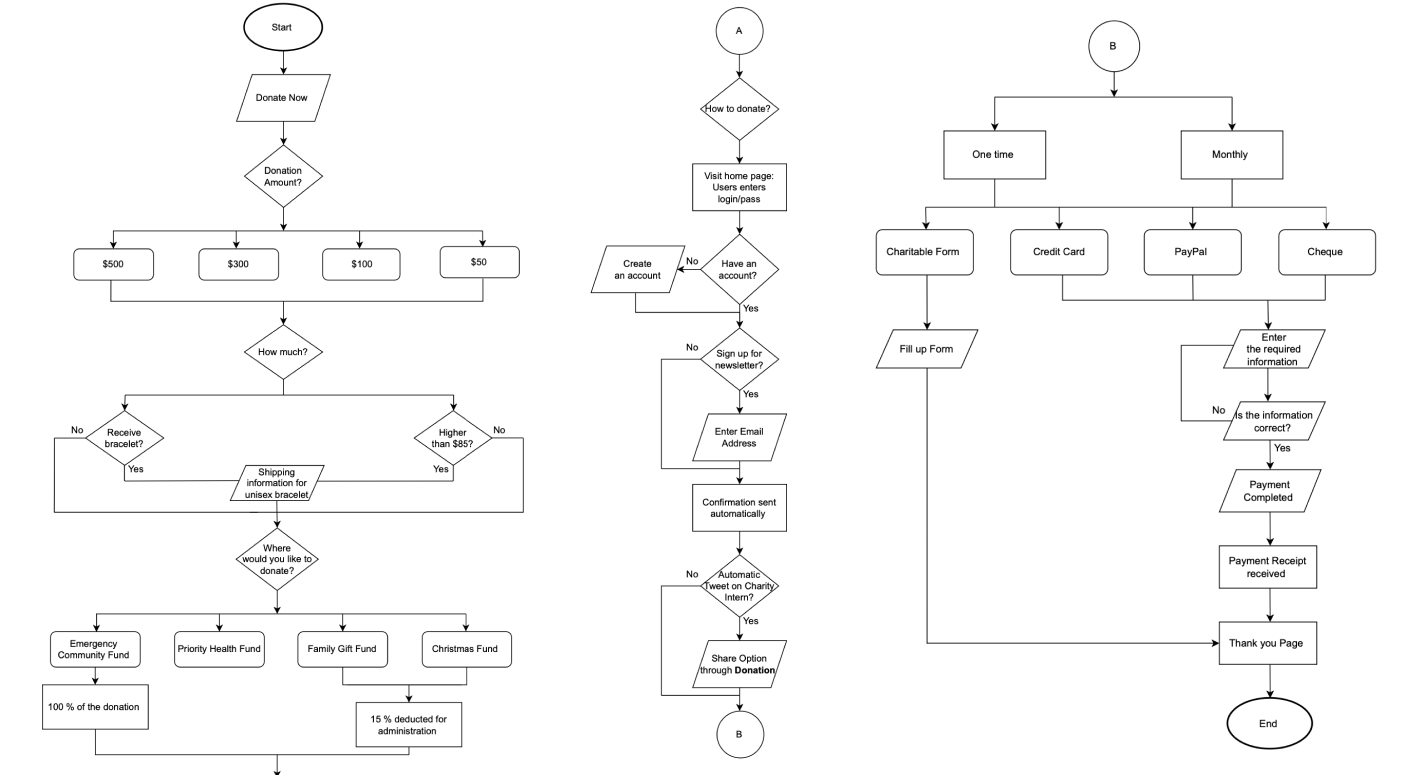 Start
Donate Now
Donation
Amount?
$500
$300
$100
$50
How much?
No
Receive
bracelet?
Yes
Higher
than $85?
No
Yes
Shipping
information for
unisex bracelet
Where
would you like to
donate?
Emergency
Community Fund
Priority Health Fund
Family Gift Fund
Christmas Fund
100 % of the donation
15 % deducted for
administration
A
How to donate?
Visit home page:
Users enters
login/pass
Create
an account
No
Have an
account?
Yes
No
Sign up for
newsletter?
Yes
Enter Email
Address
Confirmation sent
automatically
No
Automatic
Tweet on Charity
Intern?
Yes
Share Option
through Donation
B
B
One time
Monthly
Charitable Form
Credit Card
PayPal
Cheque
Fill up Form
Enter
the required
information
No
Is the information
correct?
Yes
Payment
Completed
Payment Receipt
received
Thank you Page
End